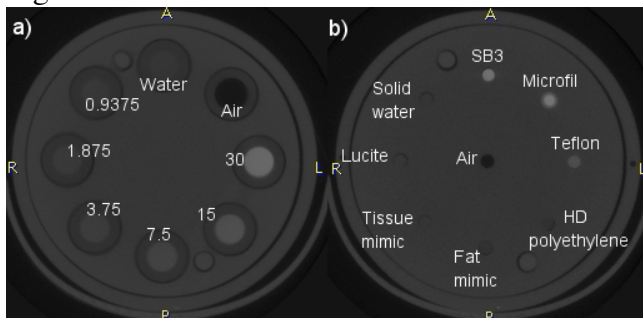 a)
A
Water
Air
0.9375
1.875
30
R
L
3.75
15
7.5
P
b)
A
SB3
Microfil
Solid
water
Teflon
Lucite
Air
R
L
Tissue
mimic
HD
polyethylene
Fat
mimic
P